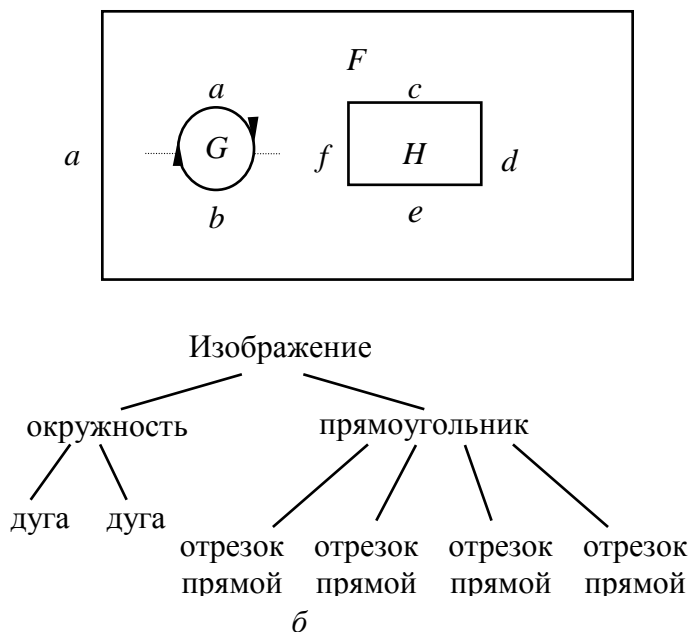 F
a c
a G f H d
b e
Изображение
окружность прямоугольник
дуга дуга
отрезок отрезок отрезок отрезок
прямой прямой прямой прямой
б